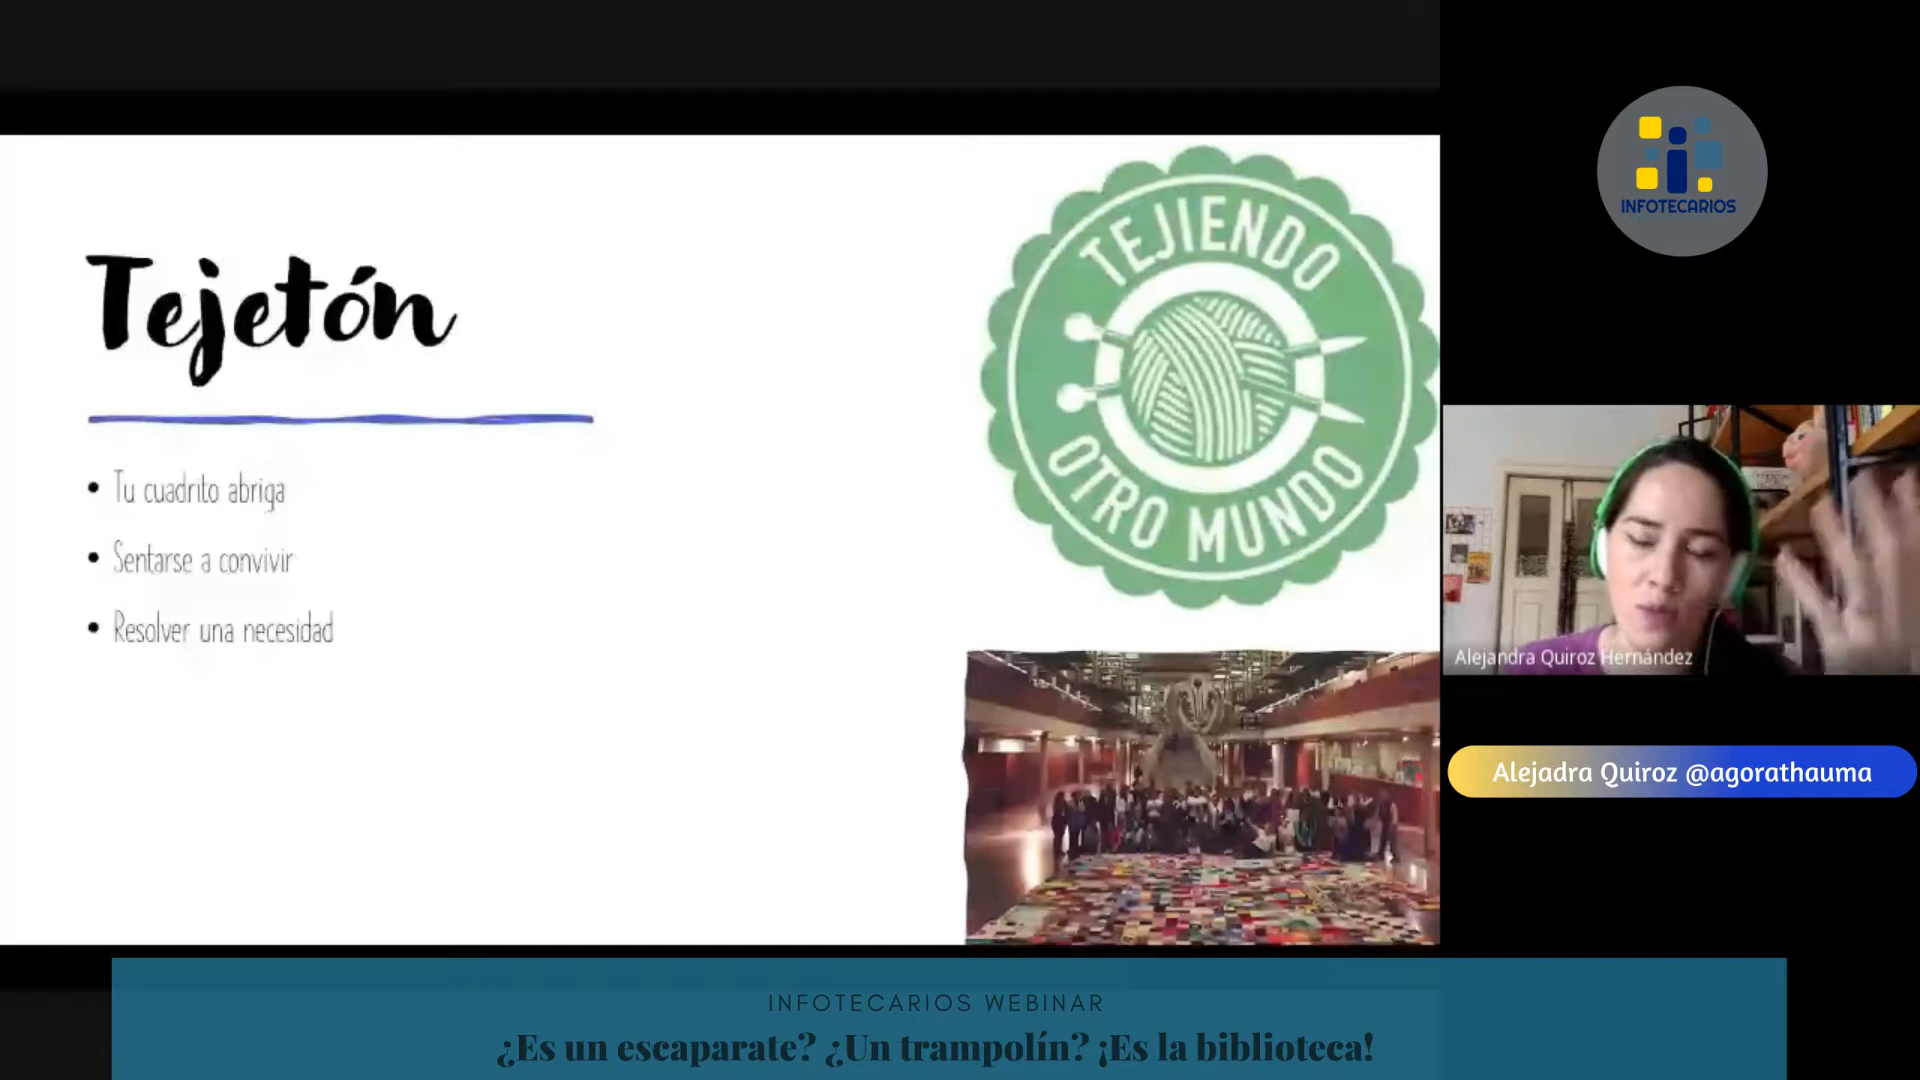 Tejetón
• Tu cuadrito abriga
• Sentarse a convivir
• Resolver una necesidad
TEJIENDO
OTRO MUNDO
INFOTECARIOS
Alejandra Quiroz Hernández
Alejadra Quiroz @agorathauma
INFOTECARIOS WEBINAR
¿Es un escaparate? ¿Un trampolín? ¡Es la biblioteca!